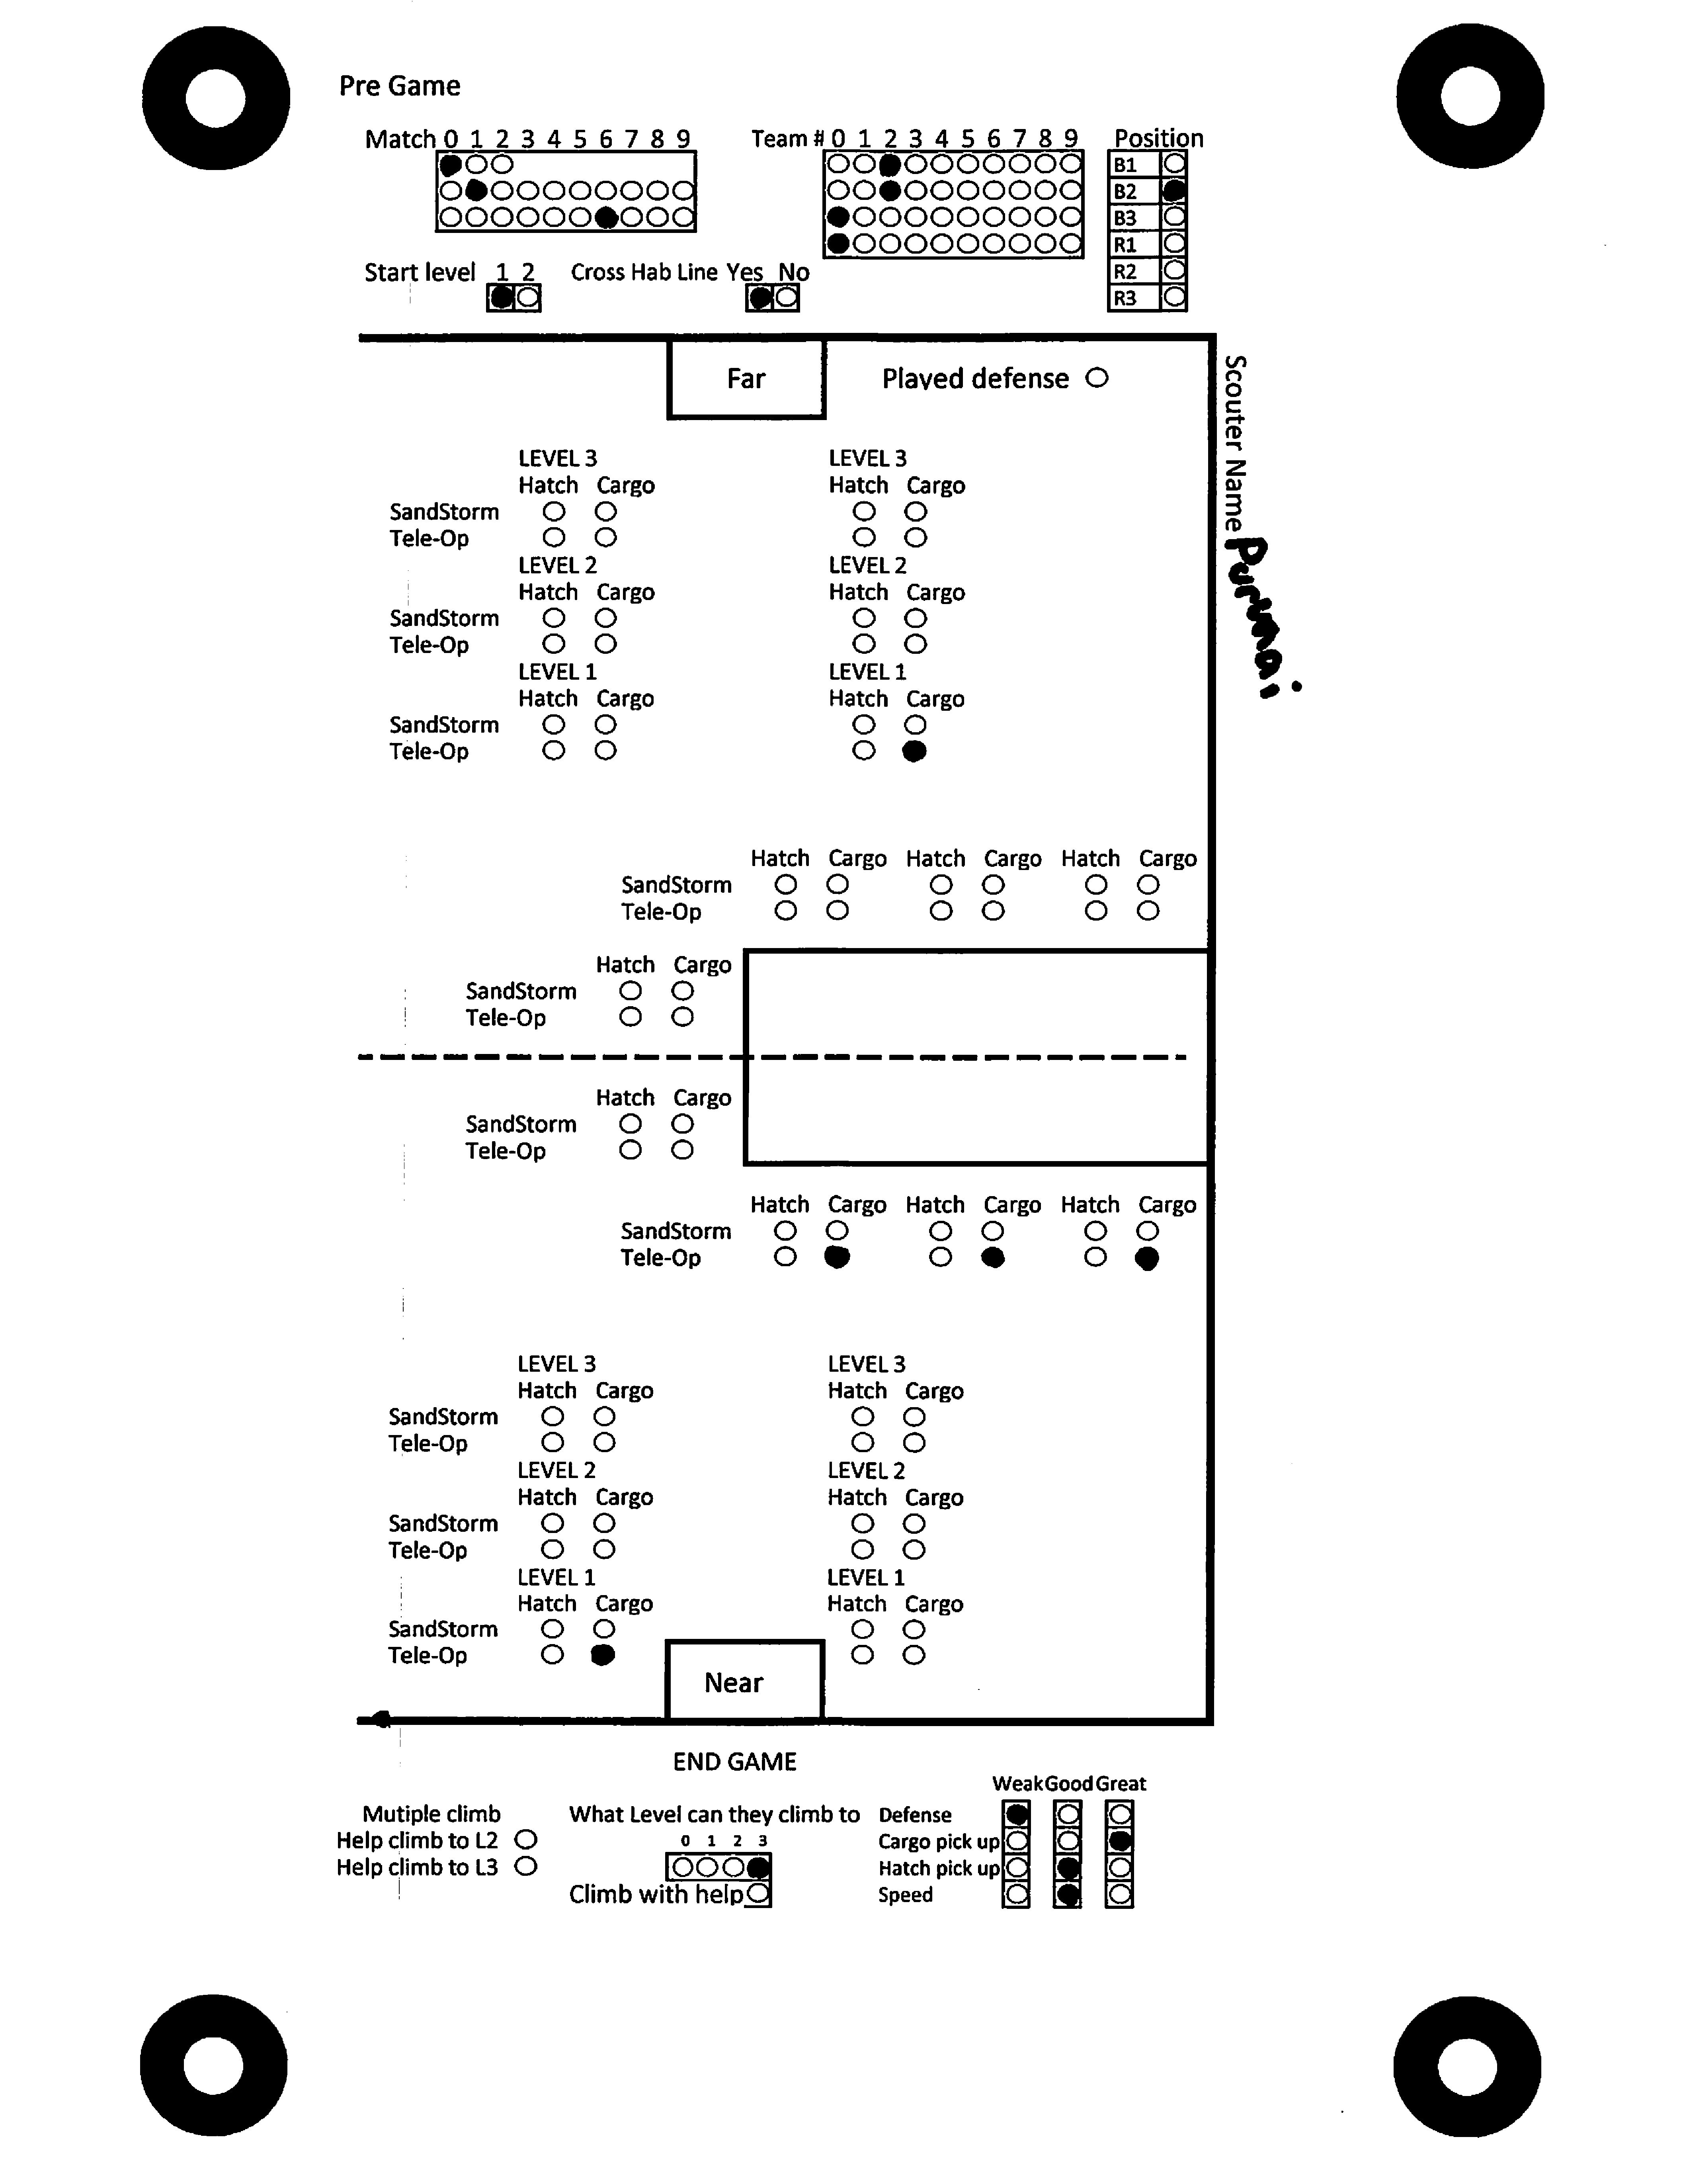 Pre Game
Match 0 1 2 3 4 5 6 7 8 9
Team # 0 1 2 3 4 5 6 7 8 9
Position
B1
B2
B3
R1
R2
R3
Start level 1 2
Cross Hab Line Yes No
Far
Played defense
Scouter Name
LEVEL 3 LEVEL 3
Hatch Cargo Hatch Cargo
SandStorm
Tele-Op
LEVEL 2 LEVEL 2
Hatch Cargo Hatch Cargo
SandStorm
Tele-Op
LEVEL 1 LEVEL 1
Hatch Cargo Hatch Cargo
SandStorm
Tele-Op
Hatch Cargo Hatch Cargo Hatch Cargo
SandStorm
Tele-Op
Hatch Cargo
SandStorm
Tele-Op
Hatch Cargo
SandStorm
Tele-Op
Hatch Cargo Hatch Cargo Hatch Cargo
SandStorm
Tele-Op
LEVEL 3 LEVEL 3
Hatch Cargo Hatch Cargo
SandStorm
Tele-Op
LEVEL 2 LEVEL 2
Hatch Cargo Hatch Cargo
SandStorm
Tele-Op
LEVEL 1 LEVEL 1
Hatch Cargo Hatch Cargo
SandStorm
Tele-Op
Near
END GAME
Mutiple climb
Help climb to L2
Help climb to L3
What Level can they climb to
0 1 2 3
Climb with help
Weak Good Great
Defense
Cargo pick up
Hatch pick up
Speed